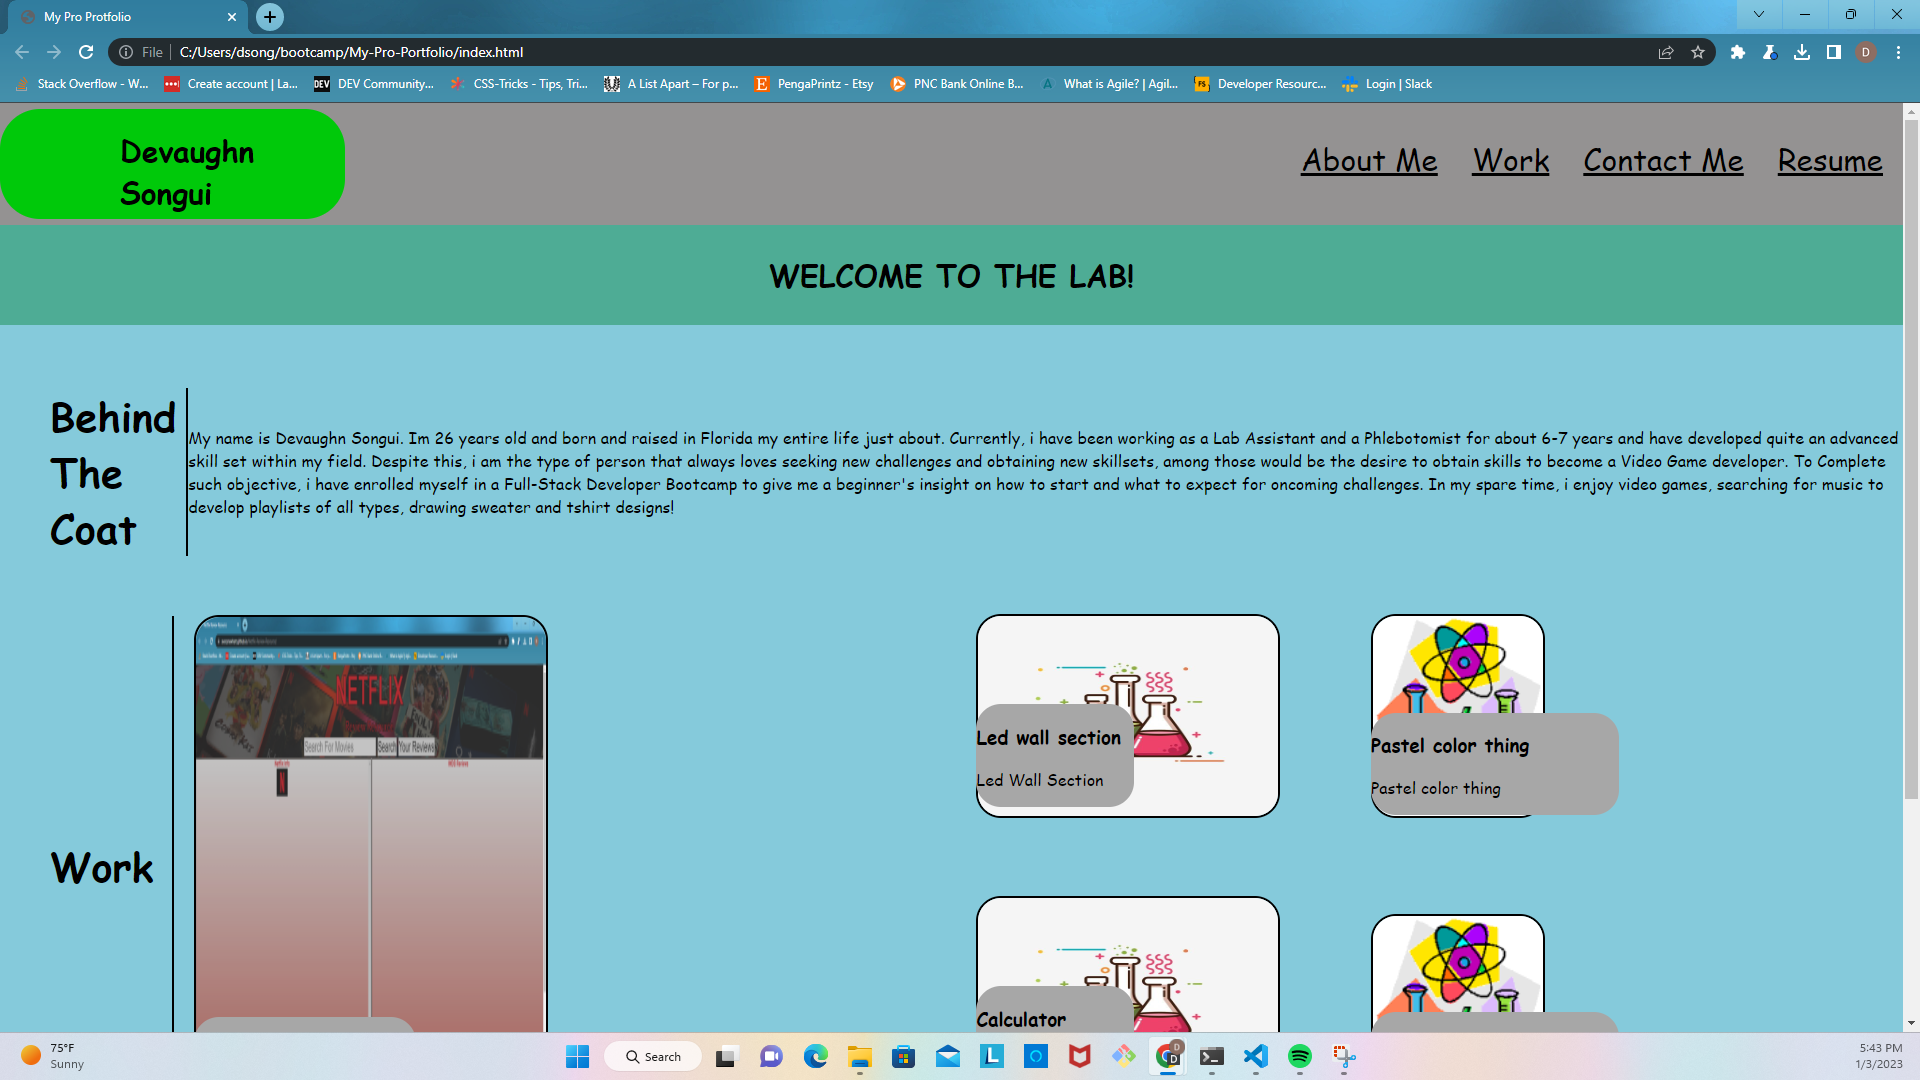 My Pro Protfolio
File
C:/Users/dsong/bootcamp/My-Pro-Portfolio/index.html
D
Stack Overflow - W...
Create account | La...
DEV
DEV Community...
CSS-Tricks - Tips, Tri...
A List Apart – For p...
E
PengaPrintz - Etsy
PNC Bank Online B...
A
What is Agile? | Agil...
FS
Developer Resourc...
Login | Slack
Devaughn
Songui
About Me
Work
Contact Me
Resume
WELCOME TO THE LAB!
Behind
The
Coat
My name is Devaughn Songui. Im 26 years old and born and raised in Florida my entire life just about. Currently, i have been working as a Lab Assistant and a Phlebotomist for about 6-7 years and have developed quite an advanced
skill set within my field. Despite this, i am the type of person that always loves seeking new challenges and obtaining new skillsets, among those would be the desire to obtain skills to become a Video Game developer. To Complete
such objective, i have enrolled myself in a Full-Stack Developer Bootcamp to give me a beginner's insight on how to start and what to expect for oncoming challenges. In my spare time, i enjoy video games, searching for music to
develop playlists of all types, drawing sweater and tshirt designs!
Work
NETFLIX
Search For Movies
Search
Your Reviews
N
Led wall section
Led Wall Section
Pastel color thing
Pastel color thing
Calculator
75°F
Sunny
Search
L
D
D
5:43 PM
1/3/2023